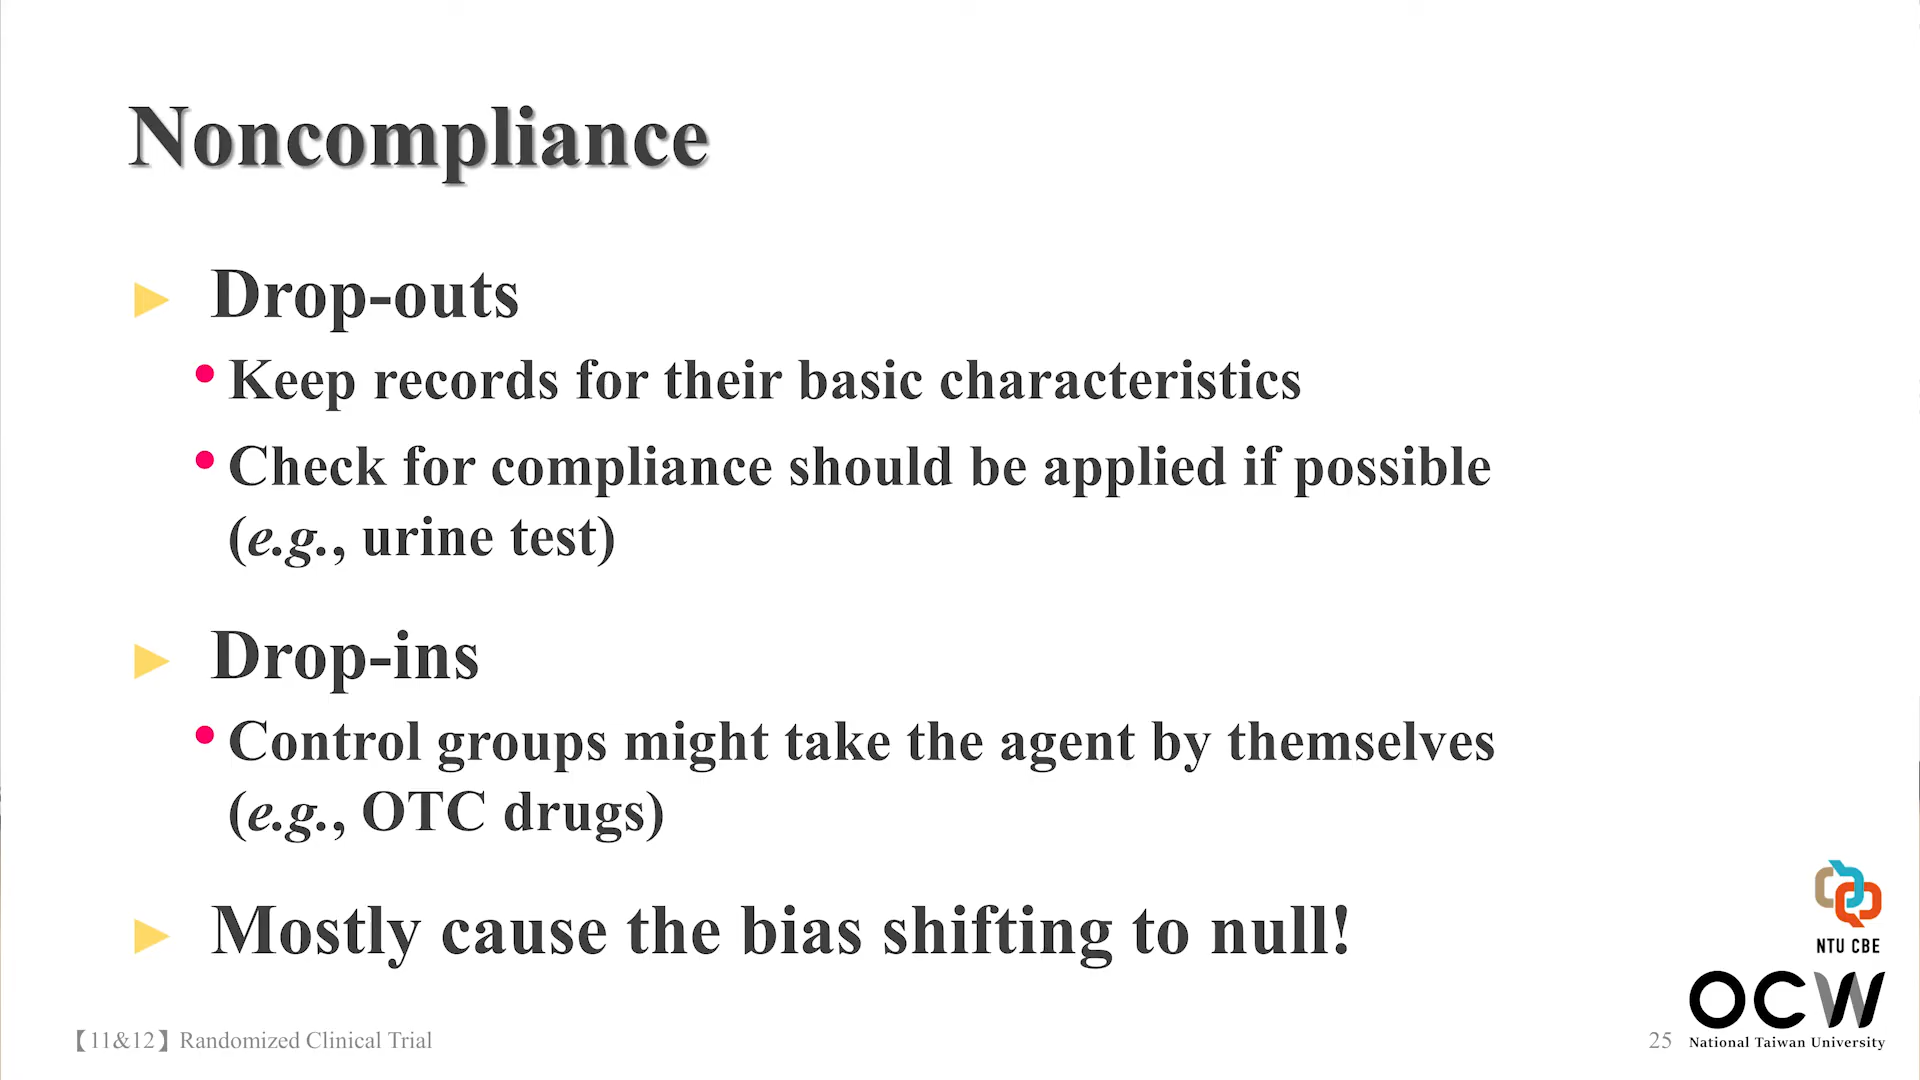 Noncompliance
► Drop-outs
• Keep records for their basic characteristics
• Check for compliance should be applied if possible
(e.g., urine test)
► Drop-ins
• Control groups might take the agent by themselves
(e.g., OTC drugs)
► Mostly cause the bias shifting to null!
NTU CBE
OCW
National Taiwan University
【11&12】Randomized Clinical Trial
25